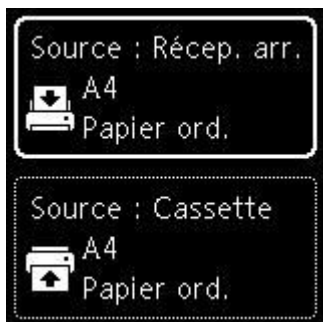 Source : Récep. arr.
A4
Papier ord.
Source : Cassette
A4
Papier ord.